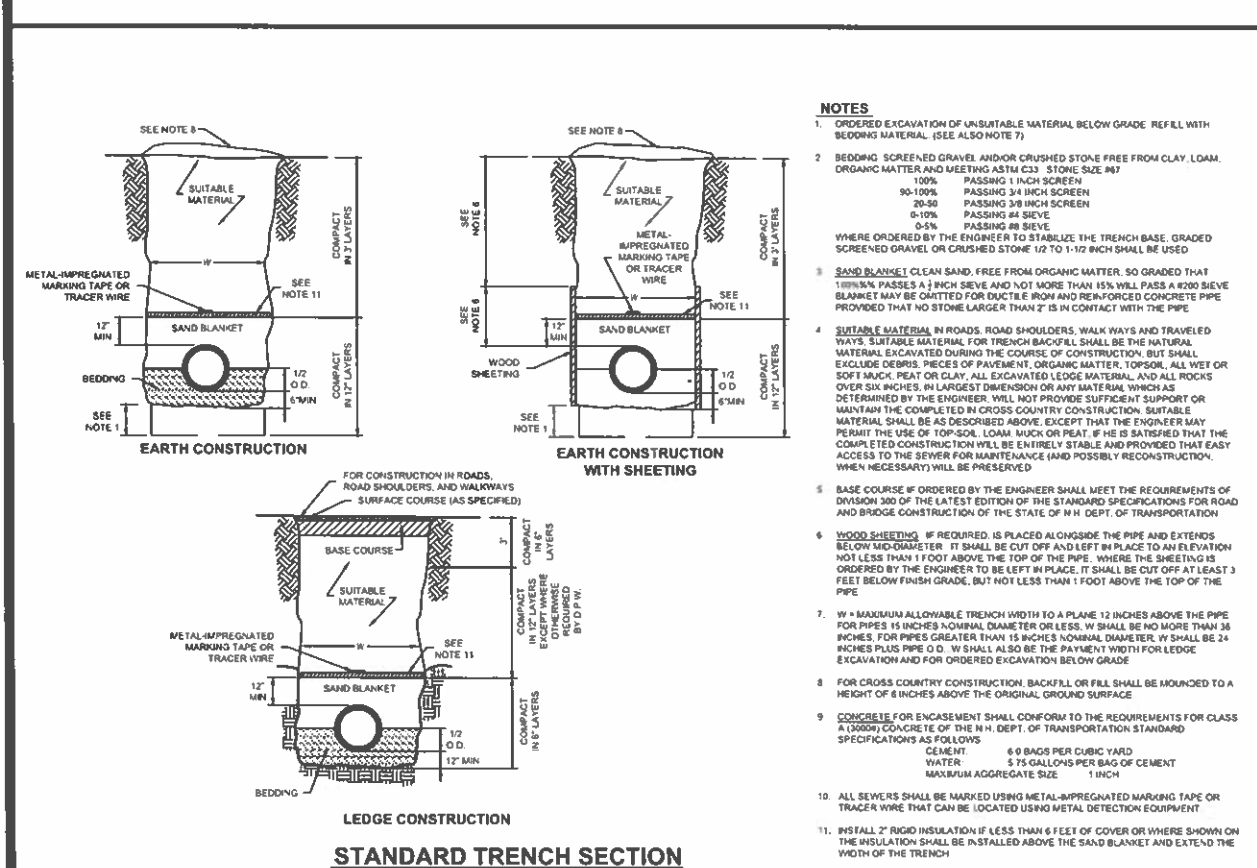 SEE NOTE 8
SUITABLE
MATERIAL
COMPACT
IN 3' LAYERS
W
METAL-IMPREGNATED
MARKING TAPE OR
TRACER WIRE
SEE
NOTE 11
12"
MIN
SAND BLANKET
BEDDING
1/2
O.D.
6"MIN
COMPACT
IN 12" LAYERS
SEE
NOTE 1
EARTH CONSTRUCTION
SEE NOTE 8
SUITABLE
MATERIAL
SEE
NOTE 6
METAL-
IMPREGNATED
MARKING TAPE
OR TRACER
WIRE
COMPACT
IN 3' LAYERS
SEE
NOTE 6
W
SEE
NOTE 11
12"
MIN
SAND BLANKET
WOOD
SHEETING
1/2
O.D
6"MIN
COMPACT
IN 12" LAYERS
SEE
NOTE 1
EARTH CONSTRUCTION
WITH SHEETING
FOR CONSTRUCTION IN ROADS,
ROAD SHOULDERS, AND WALKWAYS
SURFACE COURSE (AS SPECIFIED)
BASE COURSE
3'
COMPACT
IN 6"
LAYERS
SUITABLE
MATERIAL
COMPACT
IN 12" LAYERS
EXCEPT WHERE
OTHERWISE
REQUIRED
BY D.P.W.
METAL-IMPREGNATED
MARKING TAPE OR
TRACER WIRE
W
SEE
NOTE 11
12"
MIN
SAND BLANKET
COMPACT
IN 6" LAYERS
1/2
O.D.
12" MIN
BEDDING
LEDGE CONSTRUCTION
STANDARD TRENCH SECTION
NOTES
1. ORDERED EXCAVATION OF UNSUITABLE MATERIAL BELOW GRADE REFILL WITH
BEDDING MATERIAL. (SEE ALSO NOTE 7)
2 BEDDING SCREENED GRAVEL AND/OR CRUSHED STONE FREE FROM CLAY, LOAM,
ORGANIC MATTER AND MEETING ASTM C33 STONE SIZE #67
100% PASSING 1 INCH SCREEN
90-100% PASSING 3/4 INCH SCREEN
20-50 PASSING 3/8 INCH SCREEN
0-10% PASSING #4 SIEVE
0-5% PASSING #8 SIEVE
WHERE ORDERED BY THE ENGINEER TO STABILIZE THE TRENCH BASE, GRADED
SCREENED GRAVEL OR CRUSHED STONE 1/2 TO 1-1/2 INCH SHALL BE USED
3 SAND BLANKET CLEAN SAND, FREE FROM ORGANIC MATTER, SO GRADED THAT
100%% PASSES A INCH SIEVE AND NOT MORE THAN 15% WILL PASS A #200 SIEVE
BLANKET MAY BE OMITTED FOR DUCTILE IRON AND REINFORCED CONCRETE PIPE
PROVIDED THAT NO STONE LARGER THAN 2" IS IN CONTACT WITH THE PIPE
4 SUITABLE MATERIAL IN ROADS, ROAD SHOULDERS, WALK WAYS AND TRAVELED
WAYS, SUITABLE MATERIAL FOR TRENCH BACKFILL SHALL BE THE NATURAL
MATERIAL EXCAVATED DURING THE COURSE OF CONSTRUCTION, BUT SHALL
EXCLUDE DEBRIS, PIECES OF PAVEMENT, ORGANIC MATTER, TOPSOIL, ALL WET OR
SOFT MUCK, PEAT OR CLAY, ALL EXCAVATED LEDGE MATERIAL, AND ALL ROCKS
OVER SIX INCHES, IN LARGEST DIMENSION OR ANY MATERIAL WHICH AS
DETERMINED BY THE ENGINEER, WILL NOT PROVIDE SUFFICIENT SUPPORT OR
MAINTAIN THE COMPLETED IN CROSS COUNTRY CONSTRUCTION, SUITABLE
MATERIAL SHALL BE AS DESCRIBED ABOVE, EXCEPT THAT THE ENGINEER MAY
PERMIT THE USE OF TOP-SOIL, LOAM, MUCK OR PEAT, IF HE IS SATISFIED THAT THE
COMPLETED CONSTRUCTION WILL BE ENTIRELY STABLE AND PROVIDED THAT EASY
ACCESS TO THE SEWER FOR MAINTENANCE (AND POSSIBLY RECONSTRUCTION,
WHEN NECESSARY) WILL BE PRESERVED
5 BASE COURSE IF ORDERED BY THE ENGINEER SHALL MEET THE REQUIREMENTS OF
DIVISION 300 OF THE LATEST EDITION OF THE STANDARD SPECIFICATIONS FOR ROAD
AND BRIDGE CONSTRUCTION OF THE STATE OF N H DEPT. OF TRANSPORTATION
6 WOOD SHEETING IF REQUIRED, IS PLACED ALONGSIDE THE PIPE AND EXTENDS
BELOW MID-DIAMETER IT SHALL BE CUT OFF AND LEFT IN PLACE TO AN ELEVATION
NOT LESS THAN 1 FOOT ABOVE THE TOP OF THE PIPE. WHERE THE SHEETING IS
ORDERED BY THE ENGINEER TO BE LEFT IN PLACE, IT SHALL BE CUT OFF AT LEAST 3
FEET BELOW FINISH GRADE, BUT NOT LESS THAN 1 FOOT ABOVE THE TOP OF THE
PIPE
7. W = MAXIMUM ALLOWABLE TRENCH WIDTH TO A PLANE 12 INCHES ABOVE THE PIPE
FOR PIPES 15 INCHES NOMINAL DIAMETER OR LESS, W SHALL BE NO MORE THAN 36
INCHES, FOR PIPES GREATER THAN 15 INCHES NOMINAL DIAMETER, W SHALL BE 24
INCHES PLUS PIPE O D. W SHALL ALSO BE THE PAYMENT WIDTH FOR LEDGE
EXCAVATION AND FOR ORDERED EXCAVATION BELOW GRADE
8 FOR CROSS COUNTRY CONSTRUCTION, BACKFILL OR FILL SHALL BE MOUNDED TO A
HEIGHT OF 6 INCHES ABOVE THE ORIGINAL GROUND SURFACE
9 CONCRETE FOR ENCASEMENT SHALL CONFORM TO THE REQUIREMENTS FOR CLASS
A (3000#) CONCRETE OF THE N H. DEPT. OF TRANSPORTATION STANDARD
SPECIFICATIONS AS FOLLOWS
CEMENT. 6 0 BAGS PER CUBIC YARD
WATER 5 75 GALLONS PER BAG OF CEMENT
MAXIMUM AGGREGATE SIZE 1 INCH
10. ALL SEWERS SHALL BE MARKED USING METAL-IMPREGNATED MARKING TAPE OR
TRACER WIRE THAT CAN BE LOCATED USING METAL DETECTION EQUIPMENT
11. INSTALL 2" RIGID INSULATION IF LESS THAN 6 FEET OF COVER OR WHERE SHOWN ON
THE INSULATION SHALL BE INSTALLED ABOVE THE SAND BLANKET AND EXTEND THE
WIDTH OF THE TRENCH